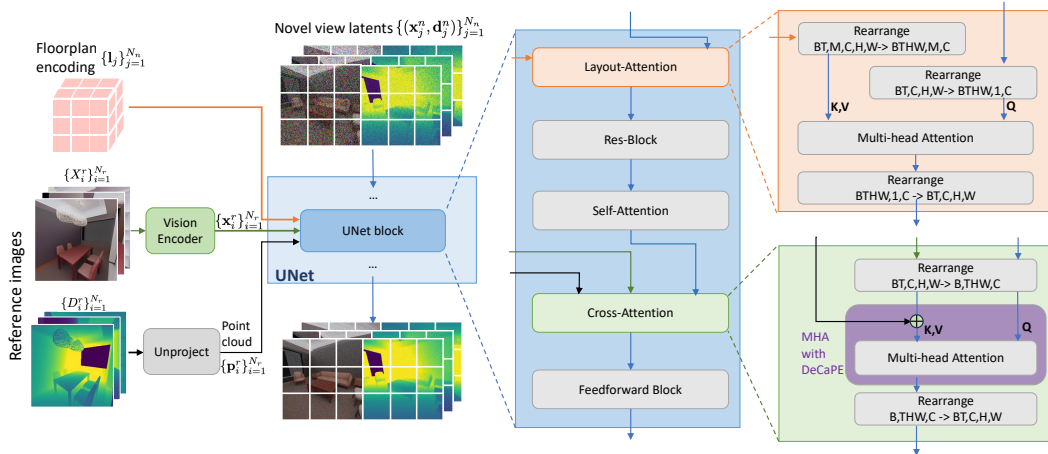 Floorplan
encoding {l_j}_{j=1}^{N_n}
Novel view latents {(x_j^n, d_j^n)}_{j=1}^{N_n}
Reference images
{X_i^r}_{i=1}^{N_r}
Vision
Encoder
{x_i^r}_{i=1}^{N_r}
{D_i^r}_{i=1}^{N_r}
Unproject
Point
cloud
{p_i^r}_{i=1}^{N_r}
...
UNet block
UNet
...
Layout-Attention
Res-Block
Self-Attention
Cross-Attention
Feedforward Block
Rearrange
BT,M,C,H,W-> BTHW,M,C
Rearrange
BT,C,H,W-> BTHW,1,C
K,V
Q
Multi-head Attention
Rearrange
BTHW,1,C -> BT,C,H,W
Rearrange
BT,C,H,W-> B,THW,C
MHA
with
DeCaPE
K,V
Q
Multi-head Attention
Rearrange
B,THW,C -> BT,C,H,W